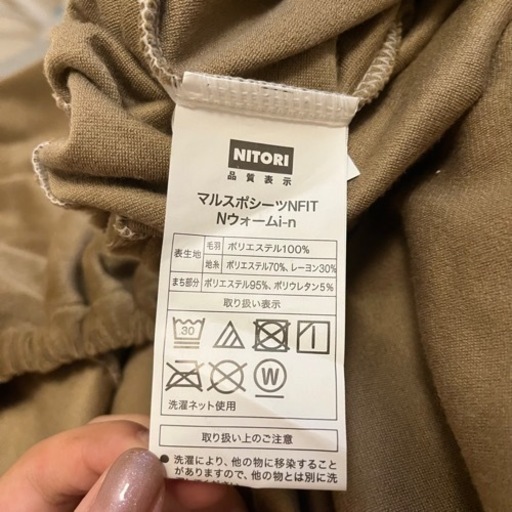 NITORI
品質表示
マルスポシーツNFIT
Nウォームi-n
表生地 毛羽 ポリエステル100%
地糸 ポリエステル70%、レーヨン30%
まち部分 ポリエステル95%、ポリウレタン5%
取り扱い表示
30
W
洗濯ネット使用
取り扱い上のご注意
●洗濯により、他の物に移染すること
がありますので、他の物とは別に洗